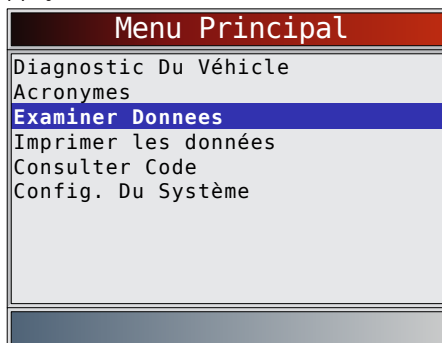 Menu Principal
Diagnostic Du Véhicle
Acronymes
Examiner Donnees
Imprimer les données
Consulter Code
Config. Du Système